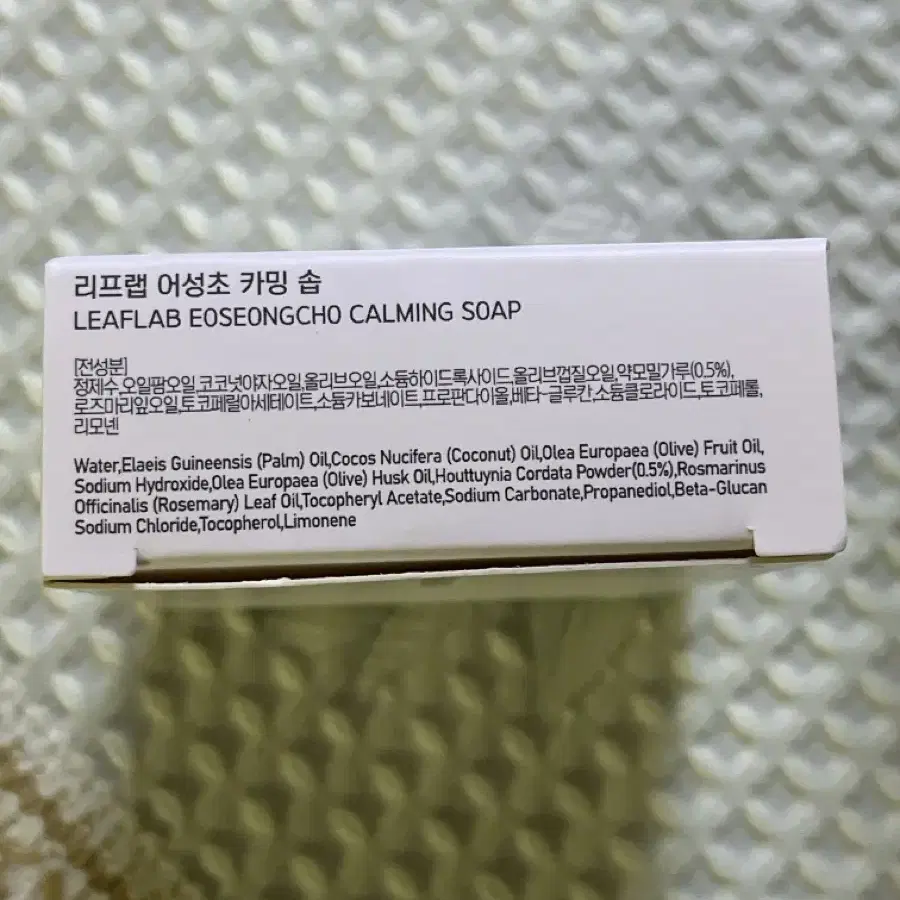 리프랩 어성초 카밍 솝
LEAFLAB EOSEONGCHO CALMING SOAP
[전성분]
정제수,오일팜오일,코코넛야자오일,올리브오일,소듐하이드록사이드,올리브껍질오일,약모밀가루(0.5%),
로즈마리잎오일,토코페릴아세테이트,소듐카보네이트,프로판다이올,베타-글루칸,소듐클로라이드,토코페롤,
리모넨
Water,Elaeis Guineensis (Palm) Oil,Cocos Nucifera (Coconut) Oil,Olea Europaea (Olive) Fruit Oil,
Sodium Hydroxide,Olea Europaea (Olive) Husk Oil,Houttuynia Cordata Powder(0.5%),Rosmarinus
Officinalis (Rosemary) Leaf Oil,Tocopheryl Acetate,Sodium Carbonate,Propanediol,Beta-Glucan
Sodium Chloride,Tocopherol,Limonene